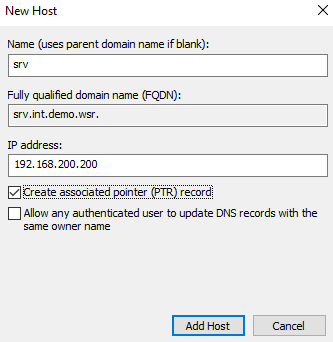 New Host
Name (uses parent domain name if blank):
srv
Fully qualified domain name (FQDN):
srv.int.demo.wsr.
IP address:
192.168.200.200
Create associated pointer (PTR) record
Allow any authenticated user to update DNS records with the
same owner name
Add Host
Cancel